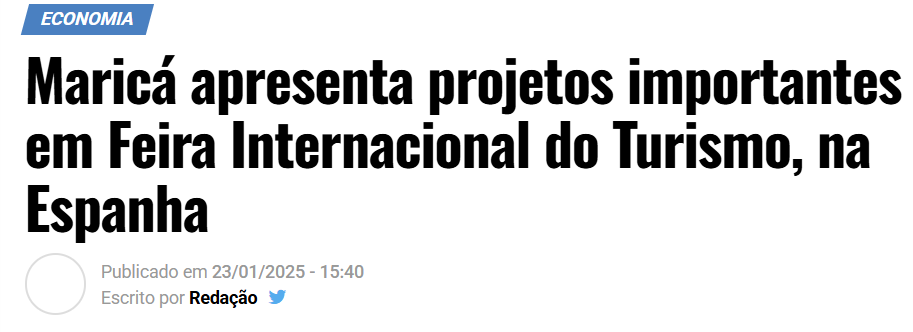 ECONOMIA
Maricá apresenta projetos importantes
em Feira Internacional do Turismo, na
Espanha
Publicado em 23/01/2025 - 15:40
Escrito por Redação